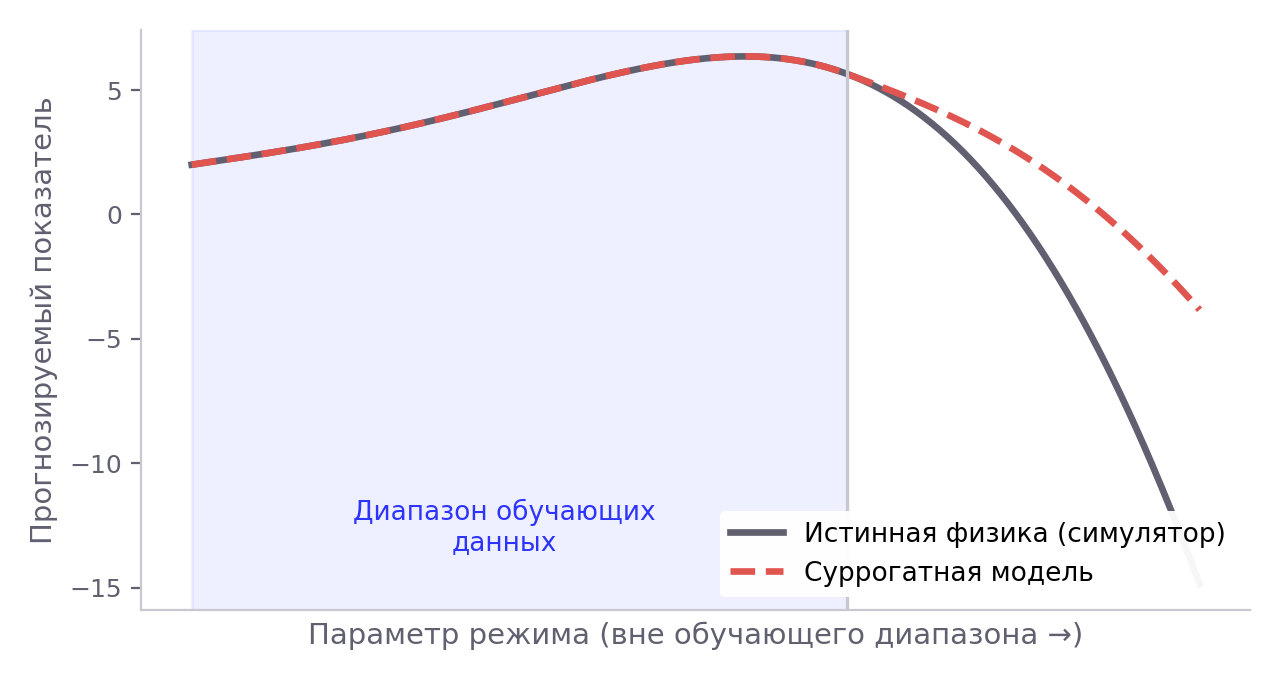 Прогнозируемый показатель
5
0
−5
−10
−15
Диапазон обучающих
данных
Истинная физика (симулятор)
Суррогатная модель
Параметр режима (вне обучающего диапазона →)